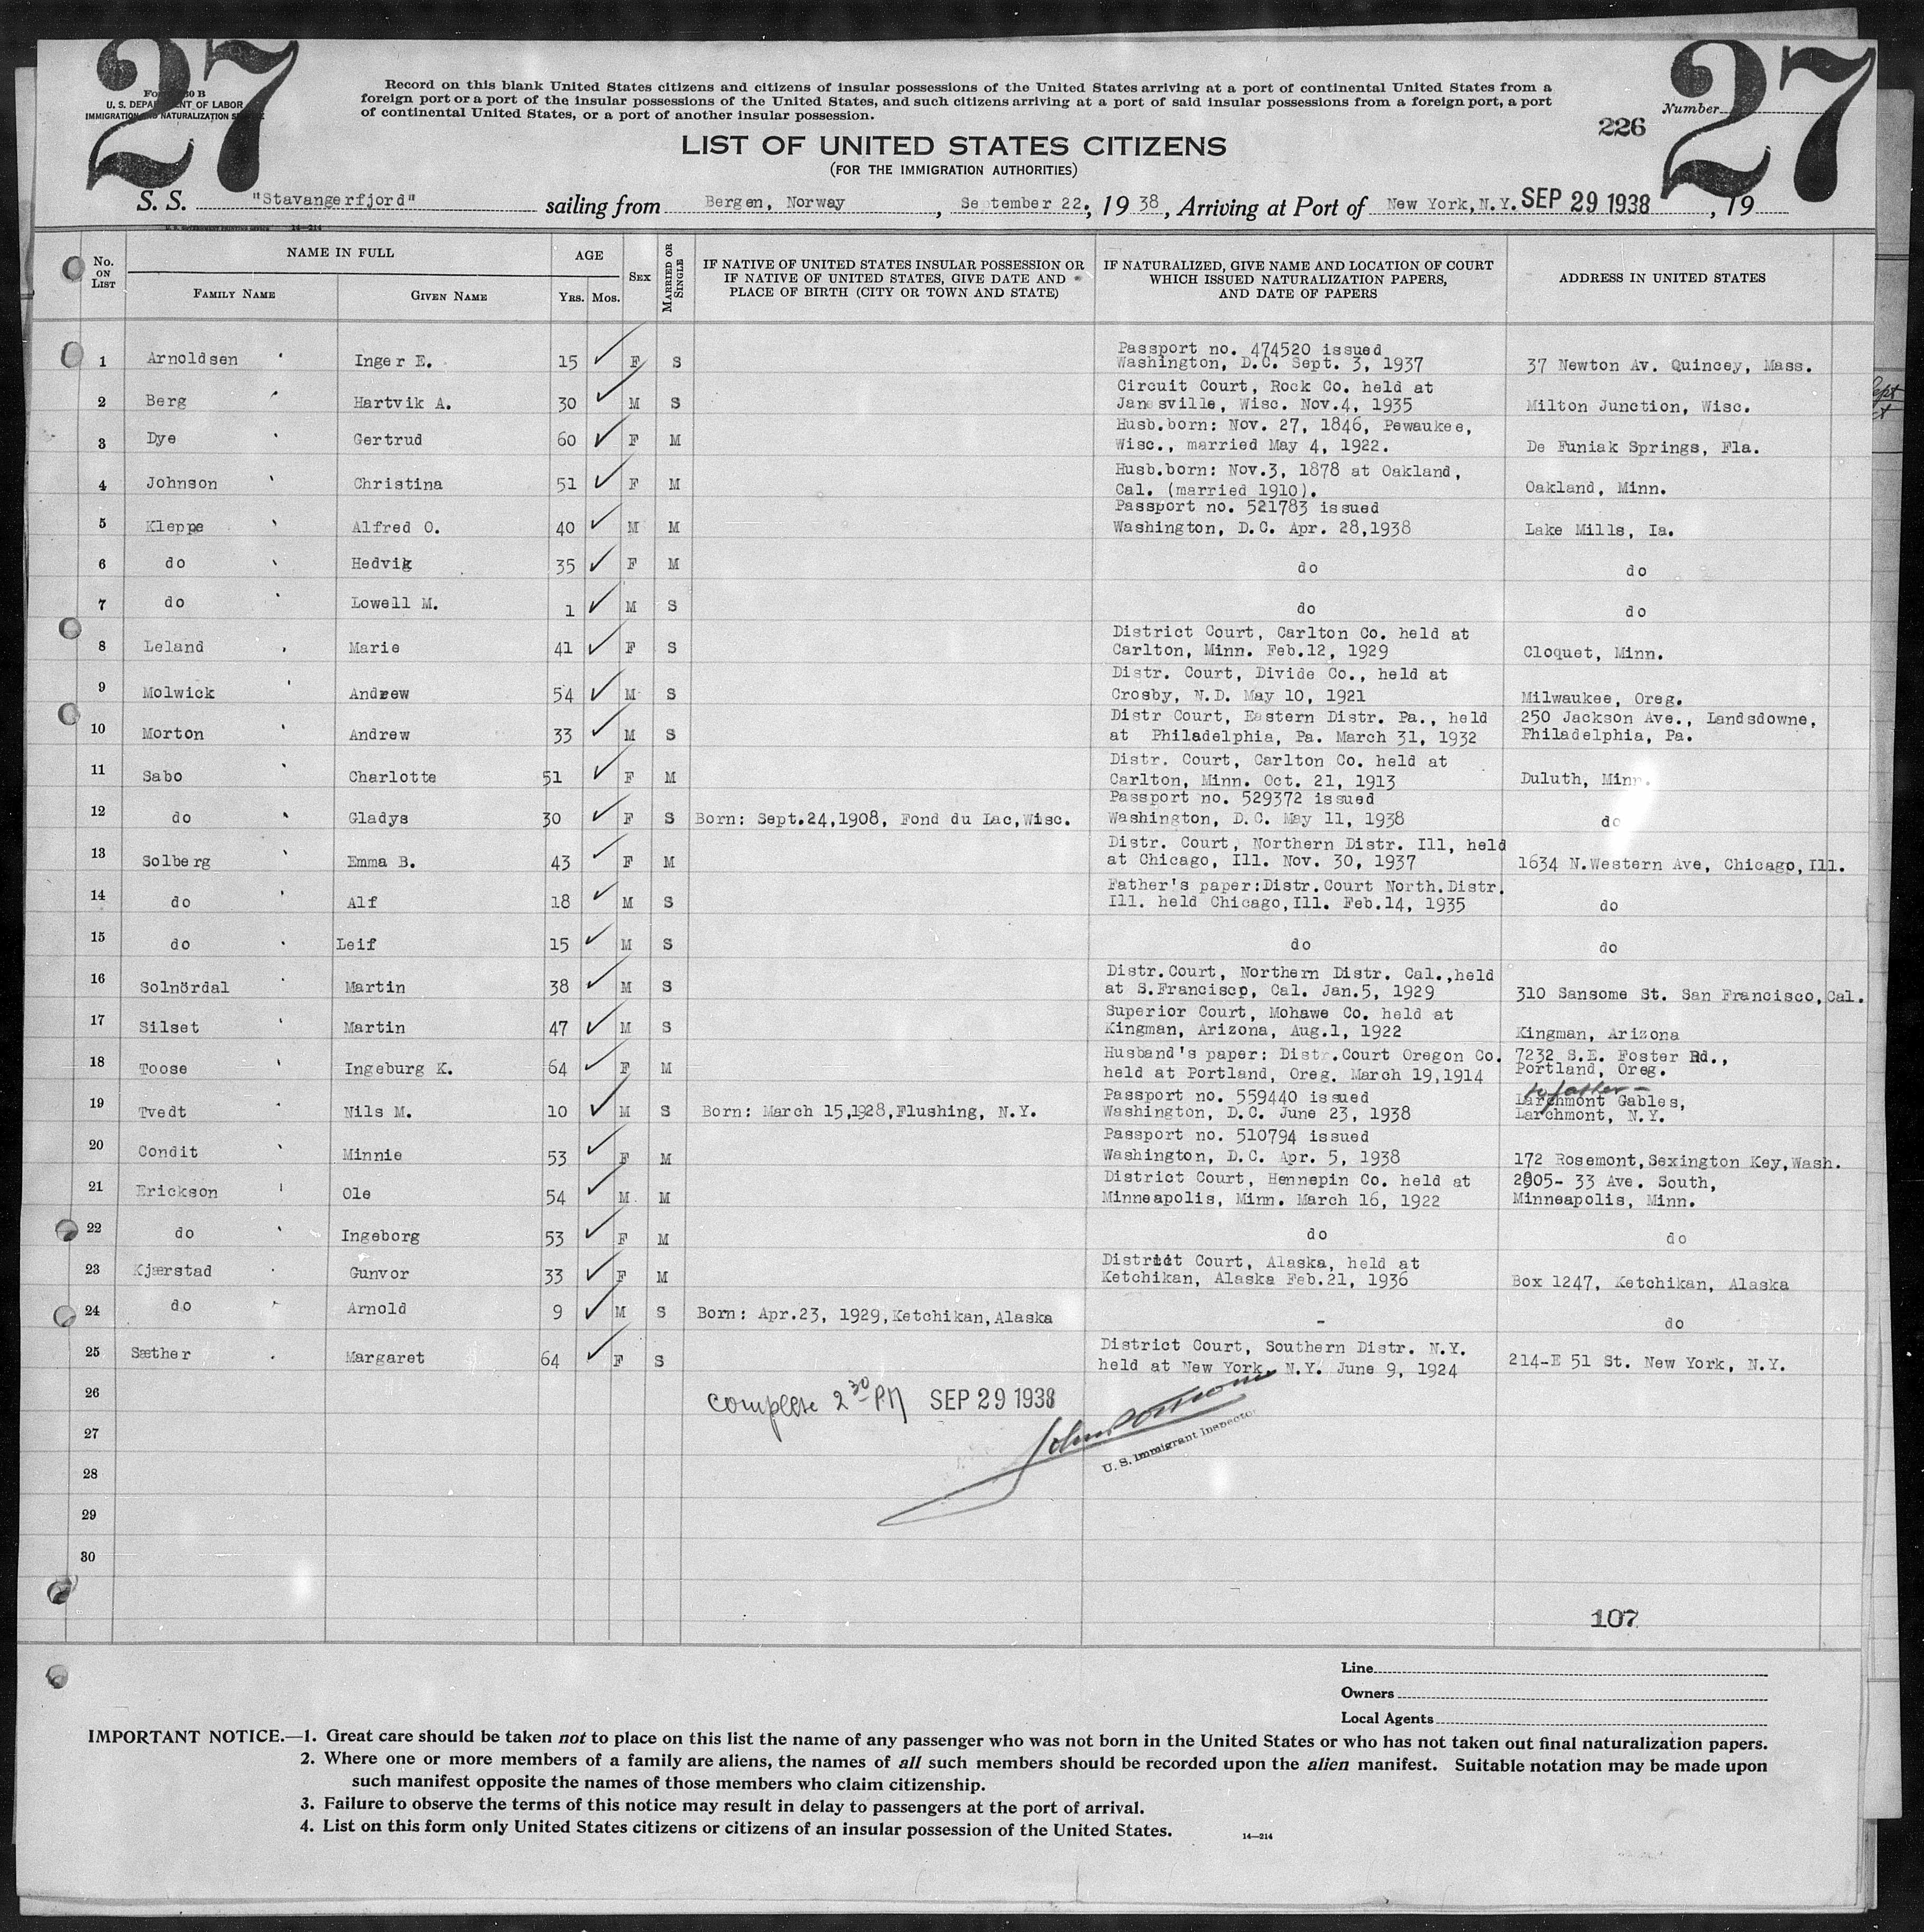 27
27
Form 630 B
U. S. DEPARTMENT OF LABOR
IMMIGRATION AND NATURALIZATION SERVICE
Record on this blank United States citizens and citizens of insular possessions of the United States arriving at a port of continental United States from a
foreign port or a port of the insular possessions of the United States, and such citizens arriving at a port of said insular possessions from a foreign port, a port
of continental United States, or a port of another insular possession.
Number
226
LIST OF UNITED STATES CITIZENS
(FOR THE IMMIGRATION AUTHORITIES)
S. S. "Stavangerfjord" sailing from Bergen, Norway, September 22, 1938, Arriving at Port of New York, N.Y. SEP 29 1938, 19
14—214
No. ON LIST NAME IN FULL FAMILY NAME GIVEN NAME AGE YRS. MOS. SEX MARRIED OR SINGLE IF NATIVE OF UNITED STATES INSULAR POSSESSION OR IF NATIVE OF UNITED STATES, GIVE DATE AND PLACE OF BIRTH (CITY OR TOWN AND STATE) IF NATURALIZED, GIVE NAME AND LOCATION OF COURT WHICH ISSUED NATURALIZATION PAPERS, AND DATE OF PAPERS ADDRESS IN UNITED STATES
1 Arnoldsen Inger E. 15 F S Passport no. 474520 issued Washington, D.C. Sept. 3, 1937 37 Newton Av. Quincey, Mass.
2 Berg Hartvik A. 30 M S Circuit Court, Rock Co. held at Janesville, Wisc. Nov.4, 1935 Milton Junction, Wisc.
3 Dye Gertrud 60 F M Husb.born: Nov. 27, 1846, Pewaukee, Wisc., married May 4, 1922. De Funiak Springs, Fla.
4 Johnson Christina 51 F M Husb.born: Nov.3, 1878 at Oakland, Cal. (married 1910). Oakland, Minn.
5 Kleppe Alfred O. 40 M M Passport no. 521783 issued Washington, D.C. Apr. 28,1938 Lake Mills, Ia.
6 do Hedvig 35 F M do do
7 do Lowell M. 1 M S do do
8 Leland Marie 41 F S District Court, Carlton Co. held at Carlton, Minn. Feb.12, 1929 Cloquet, Minn.
9 Molwick Andrew 54 M S Distr. Court, Divide Co., held at Crosby, N.D. May 10, 1921 Milwaukee, Oreg.
10 Morton Andrew 33 M S Distr Court, Eastern Distr. Pa., held at Philadelphia, Pa. March 31, 1932 250 Jackson Ave., Landsdowne, Philadelphia, Pa.
11 Sabo Charlotte 51 F M Distr. Court, Carlton Co. held at Carlton, Minn. Oct. 21, 1913 Duluth, Minn.
12 do Gladys 30 F S Born: Sept.24,1908, Fond du Lac,Wisc. Passport no. 529372 issued Washington, D.C. May 11, 1938 do
13 Solberg Emma B. 43 F M Distr. Court, Northern Distr. Ill, held at Chicago, Ill. Nov. 30, 1937 1634 N.Western Ave, Chicago,Ill.
14 do Alf 18 M S Father's paper:Distr.Court North.Distr. Ill. held Chicago,Ill. Feb.14, 1935 do
15 do Leif 15 M S do do
16 Solnördal Martin 38 M S Distr.Court, Northern Distr. Cal.,held at S.Francisco, Cal. Jan.5, 1929 310 Sansome St. San Francisco,Cal.
17 Silset Martin 47 M S Superior Court, Mohawe Co. held at Kingman, Arizona, Aug.1, 1922 Kingman, Arizona
18 Toose Ingeburg K. 64 F M Husband's paper: Distr.Court Oregon Co. held at Portland, Oreg. March 19,1914 7232 S.E. Foster Rd., Portland, Oreg.
19 Tvedt Nils M. 10 M S Born: March 15,1928,Flushing, N.Y. Passport no. 559440 issued Washington, D.C. June 23, 1938 to father — Larchmont Gables, Larchmont, N.Y.
20 Condit Minnie 53 F M Passport no. 510794 issued Washington, D.C. Apr. 5, 1938 172 Rosemont,Sexington Key,Wash.
21 Erickson Ole 54 M M District Court, Hennepin Co. held at Minneapolis, Minn. March 16, 1922 2905- 33 Ave. South, Minneapolis, Minn.
22 do Ingeborg 53 F M do do
23 Kjærstad Gunvor 33 F M District Court, Alaska, held at Ketchikan, Alaska Feb.21, 1936 Box 1247, Ketchikan, Alaska
24 do Arnold 9 M S Born: Apr.23, 1929,Ketchikan,Alaska - do
25 Sæther Margaret 64 F S District Court, Southern Distr. N.Y. held at New York, N.Y. June 9, 1924 214-E 51 St. New York, N.Y.
26 complete 2 30 P.M SEP 29 1938
27 U. S. Immigrant Inspector
28
29
30
107
Line
Owners
Local Agents
IMPORTANT NOTICE.—1. Great care should be taken not to place on this list the name of any passenger who was not born in the United States or who has not taken out final naturalization papers.
2. Where one or more members of a family are aliens, the names of all such members should be recorded upon the alien manifest. Suitable notation may be made upon
such manifest opposite the names of those members who claim citizenship.
3. Failure to observe the terms of this notice may result in delay to passengers at the port of arrival.
4. List on this form only United States citizens or citizens of an insular possession of the United States.
14—214